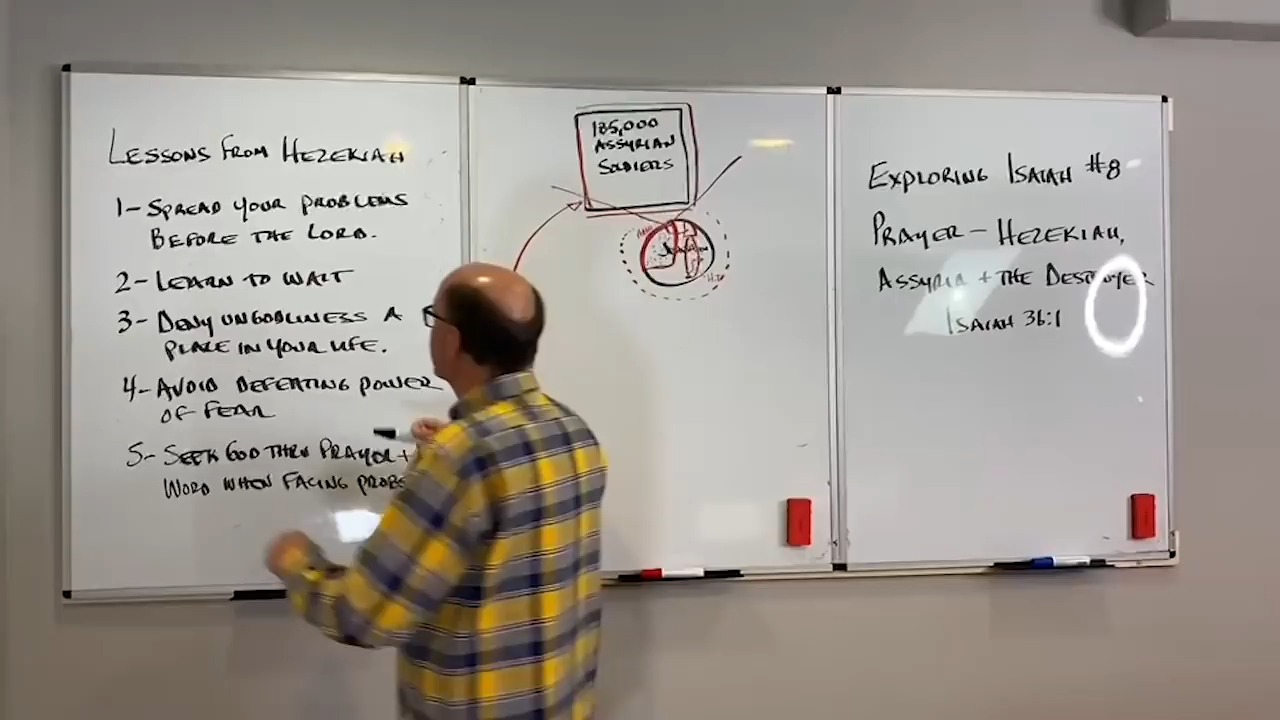 LESSONS FROM HEZEKIAH
1- SPREAD YOUR PROBLEMS
BEFORE THE LORD.
2- LEARN TO WAIT
3- DENY UNGODLINESS A
PLACE IN YOUR LIFE.
4- AVOID DEFEATING POWER
OF FEAR
5- SEEK GOD THRU PRAYER +
WORD WHEN FACING PROBS
185,000
ASSYRIAN
SOLDIERS
EXPLORING ISAIAH #8
PRAYER - HEZEKIAH,
ASSYRIA + THE DESTROYER
ISAIAH 36:1